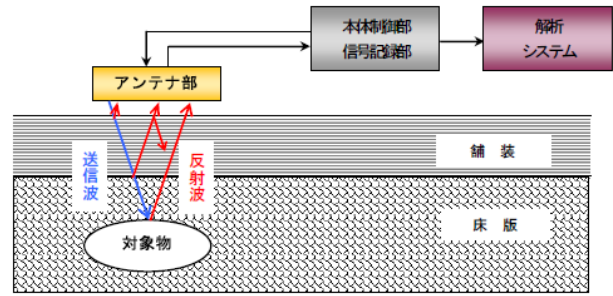 本体制御部
信号記録部
解析
システム
アンテナ部
送信波
反射波
舗 装
床 版
対象物